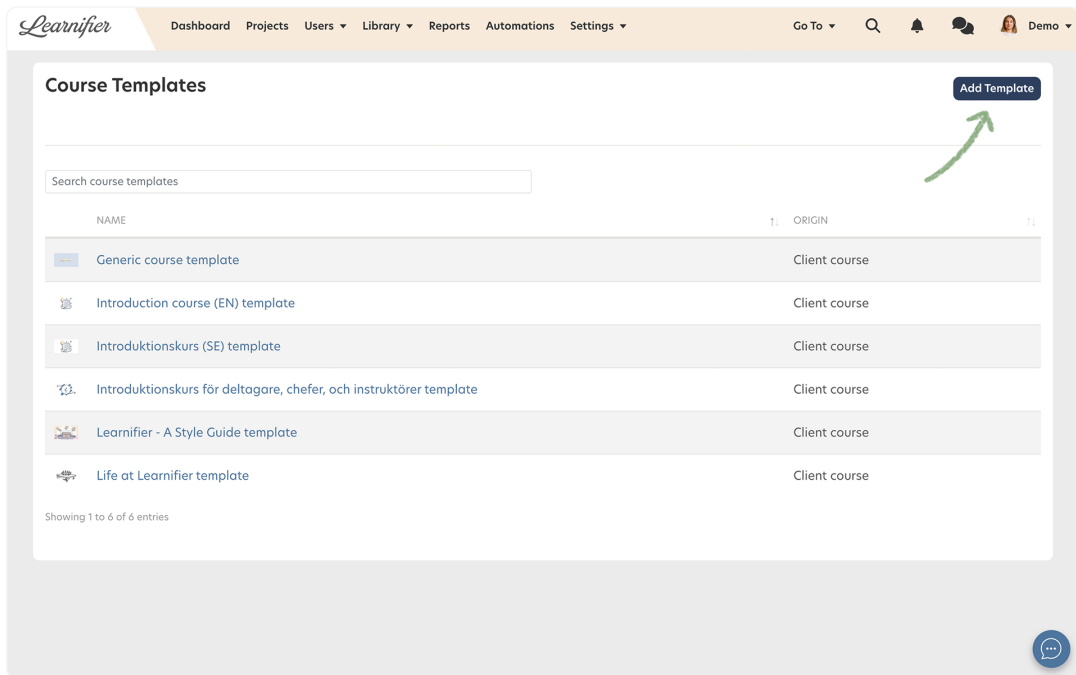 Learnifier
Dashboard Projects Users Library Reports Automations Settings Go To Demo
Course Templates
Add Template
Search course templates
NAME ORIGIN
Generic course template Client course
Introduction course (EN) template Client course
Introduktionskurs (SE) template Client course
Introduktionskurs för deltagare, chefer, och instruktörer template Client course
Learnifier - A Style Guide template Client course
Life at Learnifier template Client course
Showing 1 to 6 of 6 entries